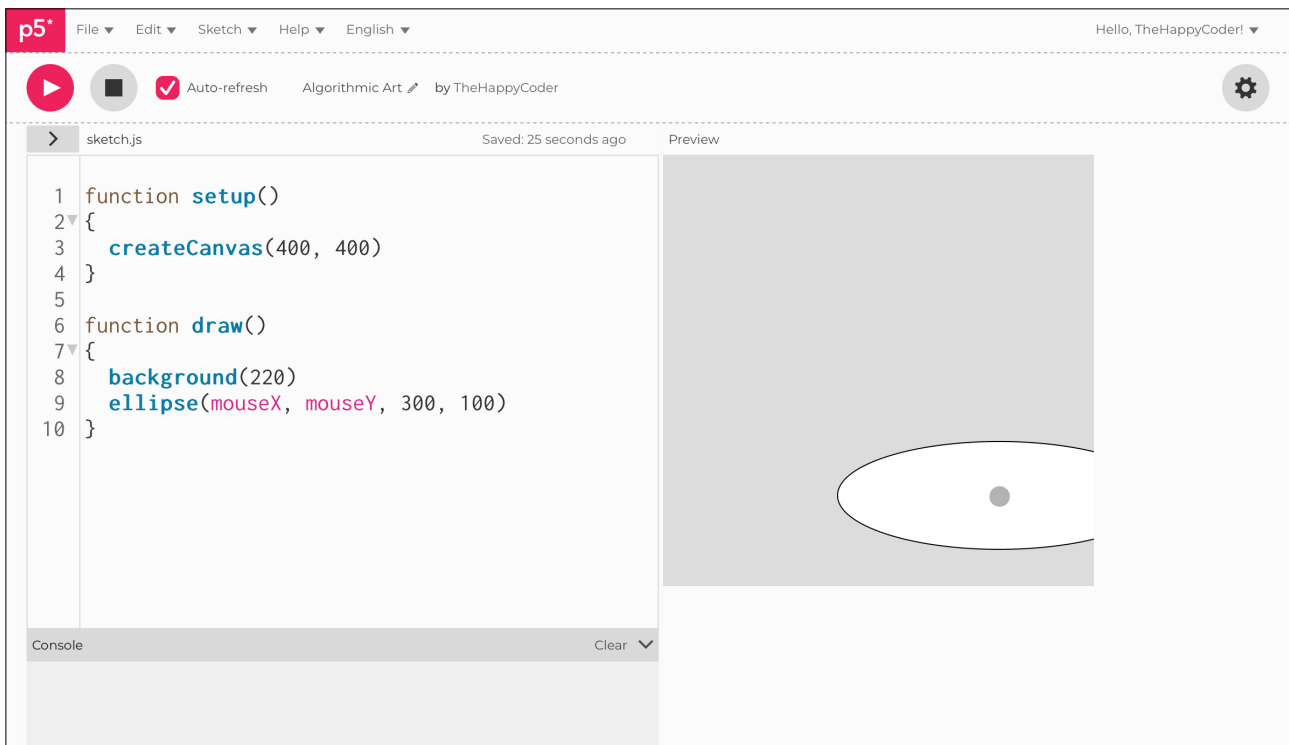 p5* File Edit Sketch Help English Hello, TheHappyCoder!
Auto-refresh Algorithmic Art by TheHappyCoder
sketch.js Saved: 25 seconds ago Preview
1 function setup()
2 {
3 createCanvas(400, 400)
4 }
5
6 function draw()
7 {
8 background(220)
9 ellipse(mouseX, mouseY, 300, 100)
10 }
Console Clear